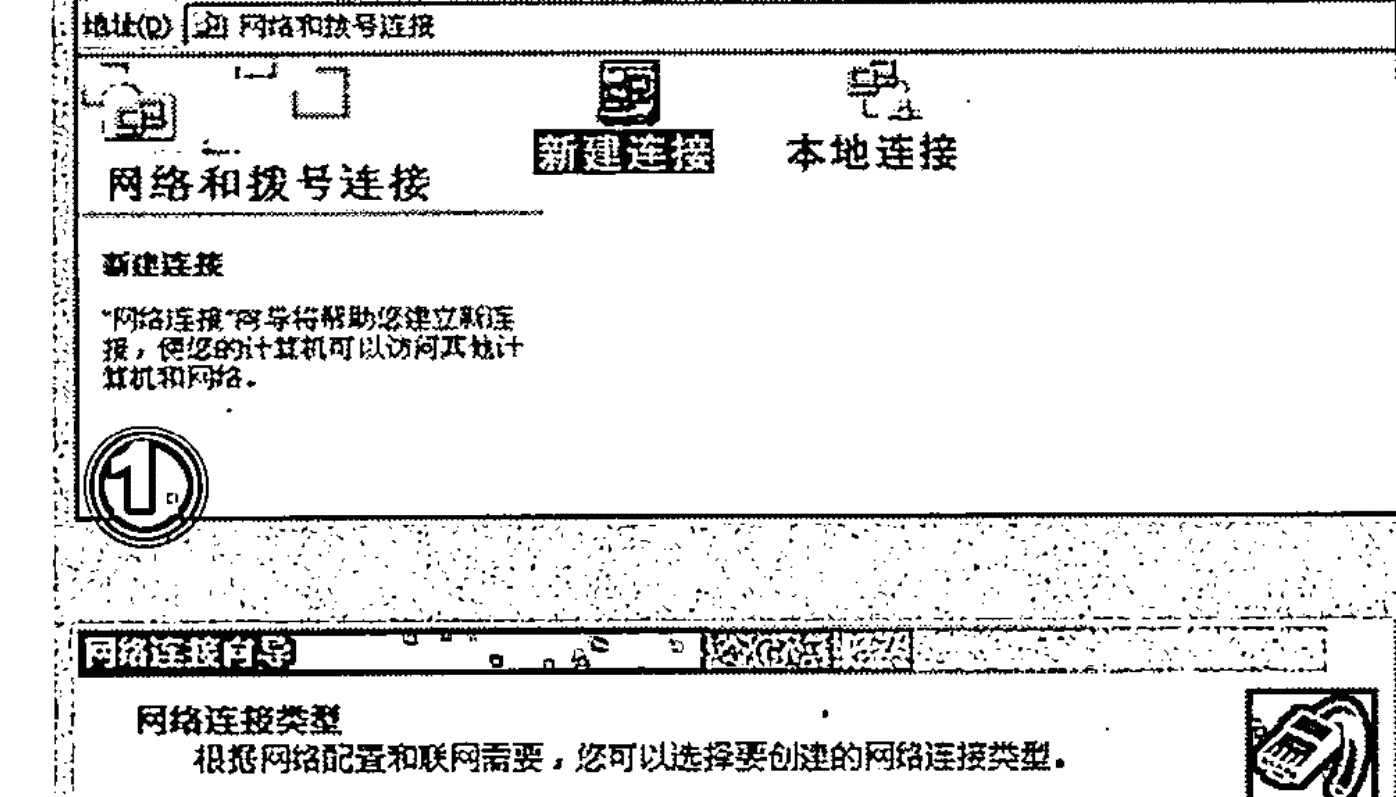 地址(D) 网络和拨号连接
新建连接
本地连接
网络和拨号连接
新建连接
"网络连接"向导将帮助您建立新连
接，使您的计算机可以访问其他计
算机和网络。
1
网络连接向导
网络连接类型
根据网络配置和联网需要，您可以选择要创建的网络连接类型。